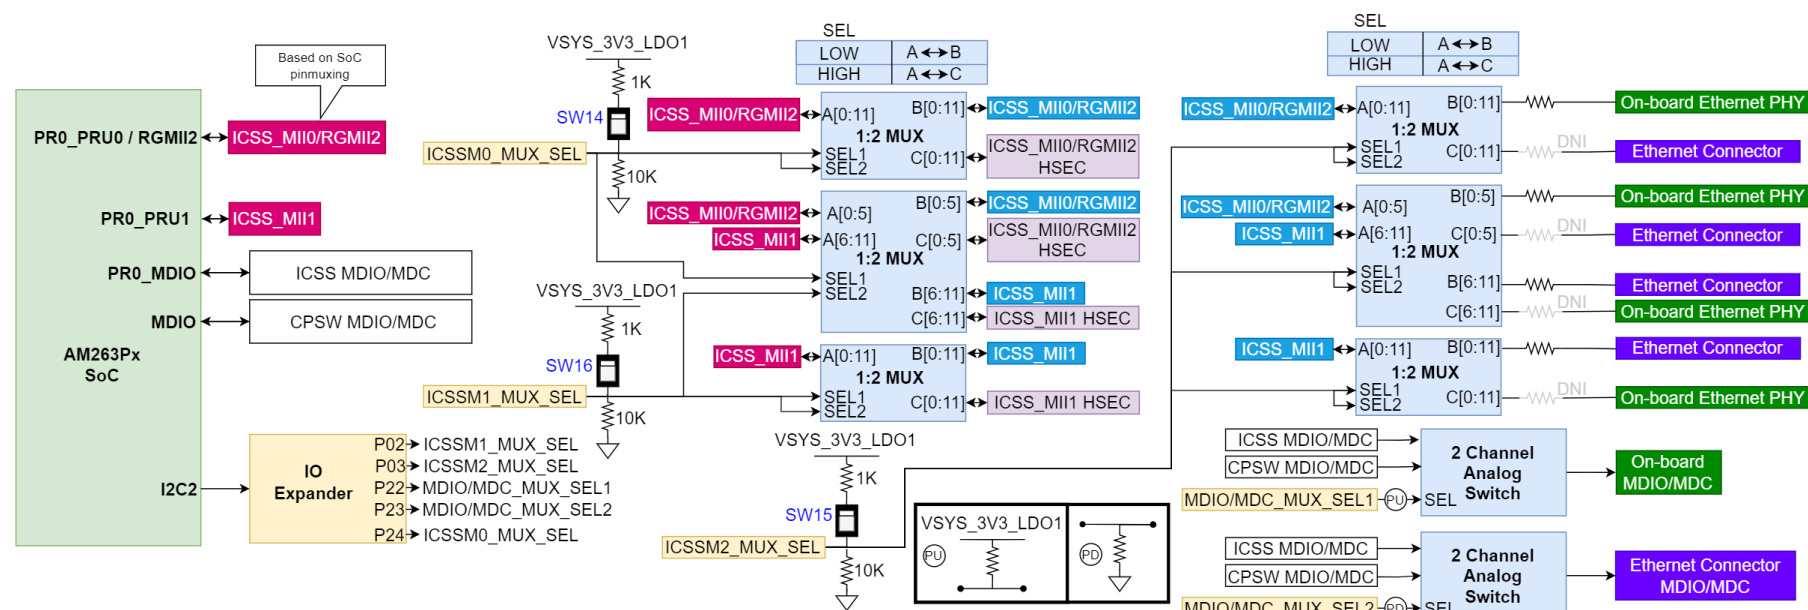 Based on SoC
pinmuxing
PR0_PRU0 / RGMII2
ICSS_MII0/RGMII2
PR0_PRU1
ICSS_MII1
PR0_MDIO
ICSS MDIO/MDC
MDIO
CPSW MDIO/MDC
AM263Px
SoC
I2C2
IO
Expander
P02
ICSSM1_MUX_SEL
P03
ICSSM2_MUX_SEL
P22
MDIO/MDC_MUX_SEL1
P23
MDIO/MDC_MUX_SEL2
P24
ICSSM0_MUX_SEL
VSYS_3V3_LDO1
1K
SW14
ICSSM0_MUX_SEL
10K
VSYS_3V3_LDO1
1K
SW16
ICSSM1_MUX_SEL
10K
VSYS_3V3_LDO1
1K
SW15
ICSSM2_MUX_SEL
10K
SEL
LOW
A B
HIGH
A C
ICSS_MII0/RGMII2
A[0:11]
B[0:11]
ICSS_MII0/RGMII2
1:2 MUX
SEL1
SEL2
C[0:11]
ICSS_MII0/RGMII2
HSEC
ICSS_MII0/RGMII2
A[0:5]
B[0:5]
ICSS_MII0/RGMII2
ICSS_MII1
A[6:11]
C[0:5]
ICSS_MII0/RGMII2
HSEC
1:2 MUX
SEL1
SEL2
B[6:11]
ICSS_MII1
C[6:11]
ICSS_MII1 HSEC
ICSS_MII1
A[0:11]
B[0:11]
ICSS_MII1
1:2 MUX
SEL1
SEL2
C[0:11]
ICSS_MII1 HSEC
VSYS_3V3_LDO1
PU
PD
SEL
LOW
A B
HIGH
A C
ICSS_MII0/RGMII2
A[0:11]
B[0:11]
On-board Ethernet PHY
1:2 MUX
SEL1
SEL2
C[0:11]
DNI
Ethernet Connector
ICSS_MII0/RGMII2
A[0:5]
B[0:5]
On-board Ethernet PHY
ICSS_MII1
A[6:11]
C[0:5]
DNI
Ethernet Connector
1:2 MUX
SEL1
SEL2
B[6:11]
Ethernet Connector
C[6:11]
DNI
On-board Ethernet PHY
ICSS_MII1
A[0:11]
B[0:11]
Ethernet Connector
1:2 MUX
SEL1
SEL2
C[0:11]
DNI
On-board Ethernet PHY
ICSS MDIO/MDC
CPSW MDIO/MDC
MDIO/MDC_MUX_SEL1
PU
SEL
2 Channel
Analog
Switch
On-board
MDIO/MDC
ICSS MDIO/MDC
CPSW MDIO/MDC
MDIO/MDC_MUX_SEL2
PD
SEL
2 Channel
Analog
Switch
Ethernet Connector
MDIO/MDC